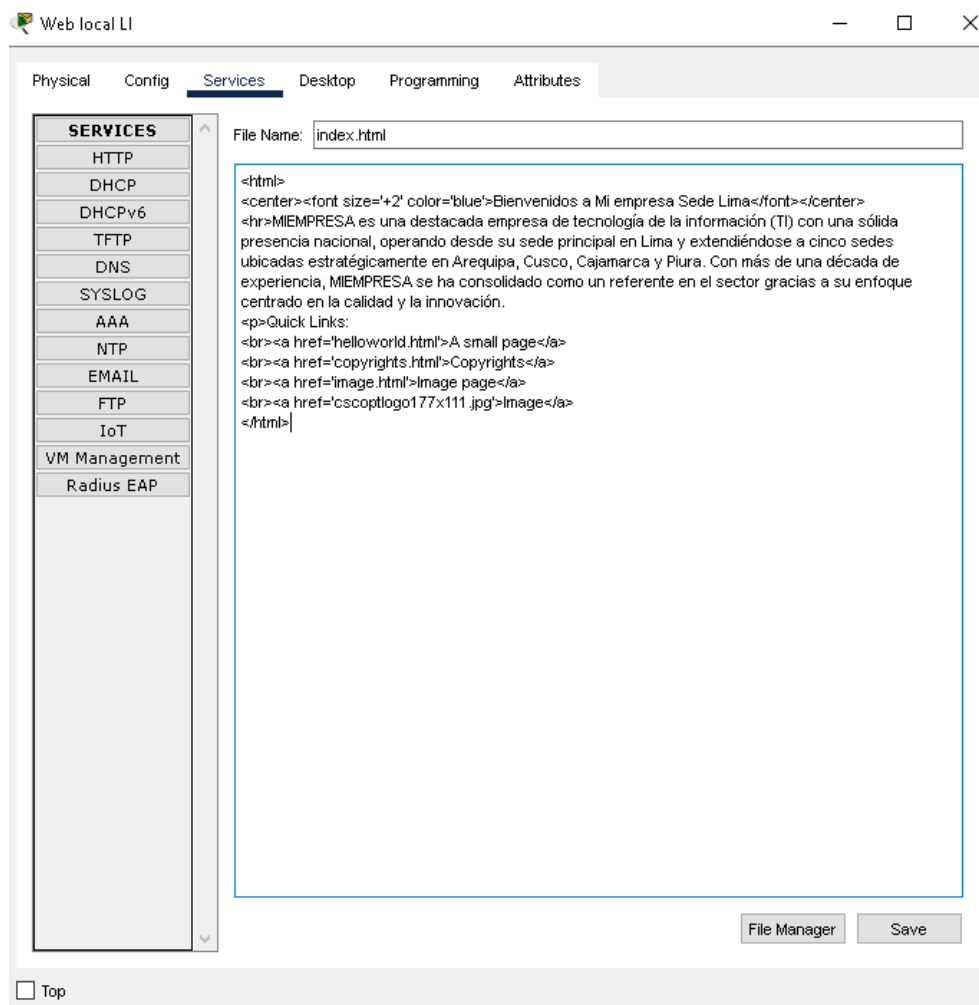 Web local LI
Physical Config Services Desktop Programming Attributes
SERVICES
HTTP
DHCP
DHCPv6
TFTP
DNS
SYSLOG
AAA
NTP
EMAIL
FTP
IoT
VM Management
Radius EAP
File Name: index.html
<html>
<center><font size='+2' color='blue'>Bienvenidos a Mi empresa Sede Lima</font></center>
<hr>MIEMPRESA es una destacada empresa de tecnología de la información (TI) con una sólida
presencia nacional, operando desde su sede principal en Lima y extendiéndose a cinco sedes
ubicadas estratégicamente en Arequipa, Cusco, Cajamarca y Piura. Con más de una década de
experiencia, MIEMPRESA se ha consolidado como un referente en el sector gracias a su enfoque
centrado en la calidad y la innovación.
<p>Quick Links:
<br><a href='helloworld.html'>A small page</a>
<br><a href='copyrights.html'>Copyrights</a>
<br><a href='image.html'>Image page</a>
<br><a href='cscoptlogo177x111.jpg'>Image</a>
</html>
File Manager Save
Top